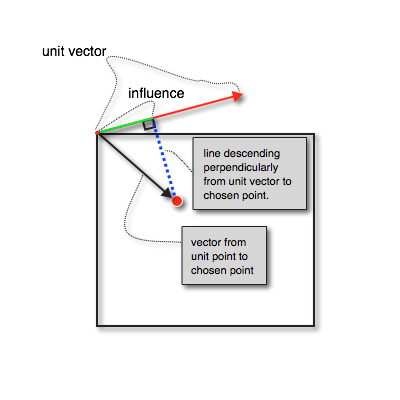 unit vector
influence
line descending
perpendicularly
from unit vector to
chosen point.
vector from
unit point to
chosen point